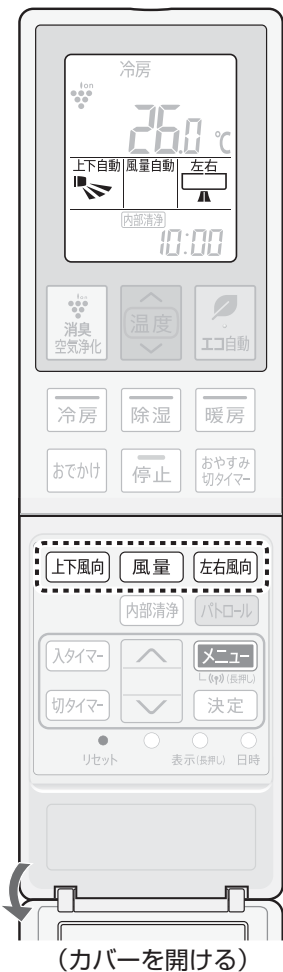 冷房
ion
26.0 ℃
上下自動 風量自動 左右
内部清浄
10:00
ion
消臭
空気浄化
温度
エコ自動
冷房 除湿 暖房
おでかけ 停止 おやすみ
切タイマー
上下風向 風量 左右風向
内部清浄 パトロール
入タイマー メニュー
(長押し)
切タイマー 決定
リセット 表示(長押し) 日時
(カバーを開ける)